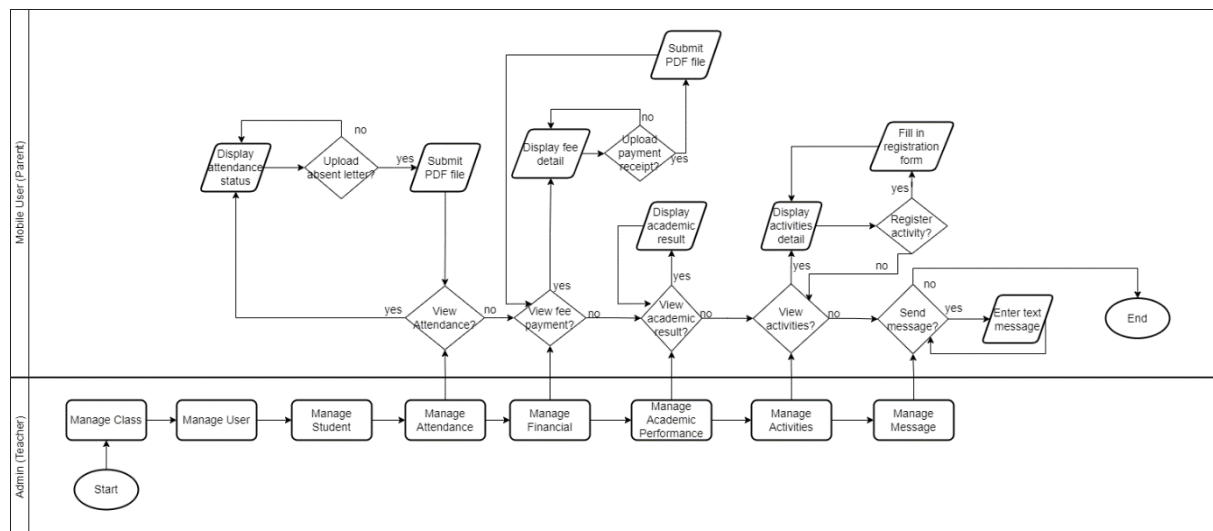 Mobile User (Parent)
Submit
PDF file
Display
attendance
status
no
Upload
absent letter?
yes
Submit
PDF file
Display fee
detail
no
Upload
payment
receipt?
yes
Fill in
registration
form
yes
Display
academic
result
Display
activities
detail
Register
activity?
no
yes
yes
yes
no
yes
View
Attendance?
no
View fee
payment?
no
View
academic
result?
no
View
activities?
no
Send
message?
yes
Enter text
message
End
Admin (Teacher)
Manage Class
Manage User
Manage
Student
Manage
Attendance
Manage
Financial
Manage
Academic
Performance
Manage
Activities
Manage
Message
Start